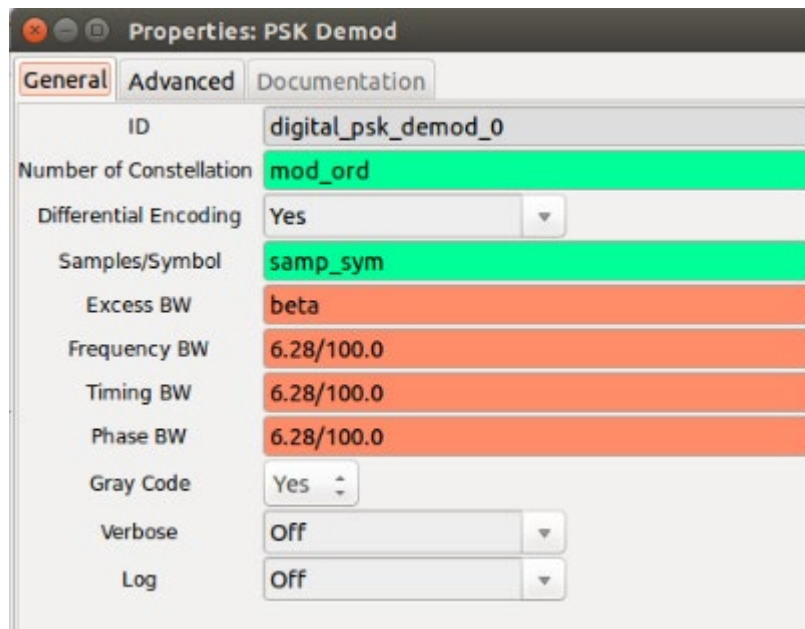 Properties: PSK Demod
General Advanced Documentation
ID digital_psk_demod_0
Number of Constellation mod_ord
Differential Encoding Yes
Samples/Symbol samp_sym
Excess BW beta
Frequency BW 6.28/100.0
Timing BW 6.28/100.0
Phase BW 6.28/100.0
Gray Code Yes
Verbose Off
Log Off